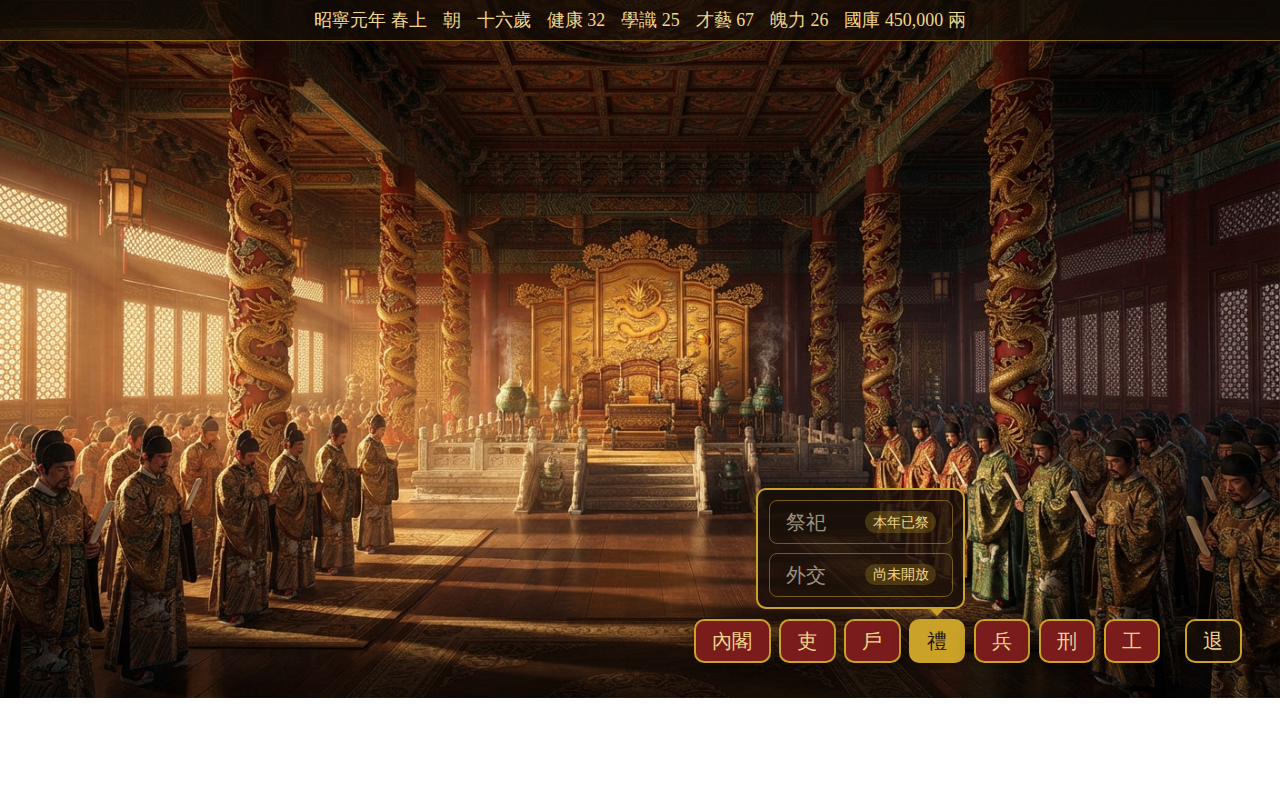 昭寧元年 春上 朝 十六歲 健康 32 學識 25 才藝 67 魄力 26 國庫 450,000 兩
祭祀 本年已祭
外交 尚未開放
內閣 吏 戶 禮 兵 刑 工 退